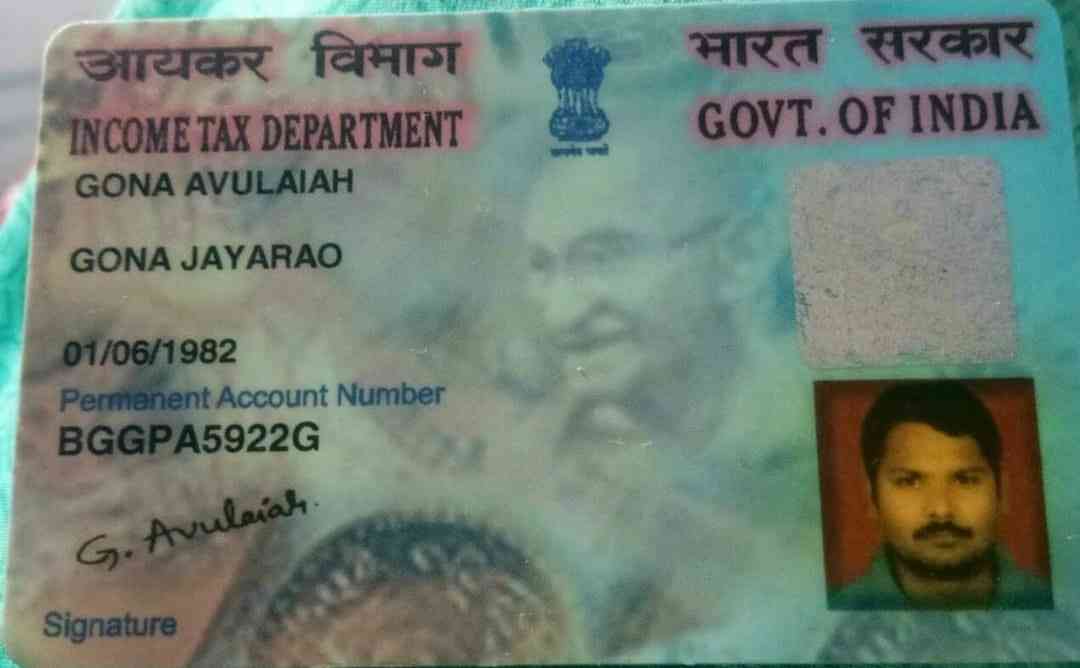 आयकर विभाग
INCOME TAX DEPARTMENT
भारत सरकार
GOVT. OF INDIA
GONA AVULAIAH
GONA JAYARAO
01/06/1982
Permanent Account Number
BGGPA5922G
G. Avulaiah.
Signature